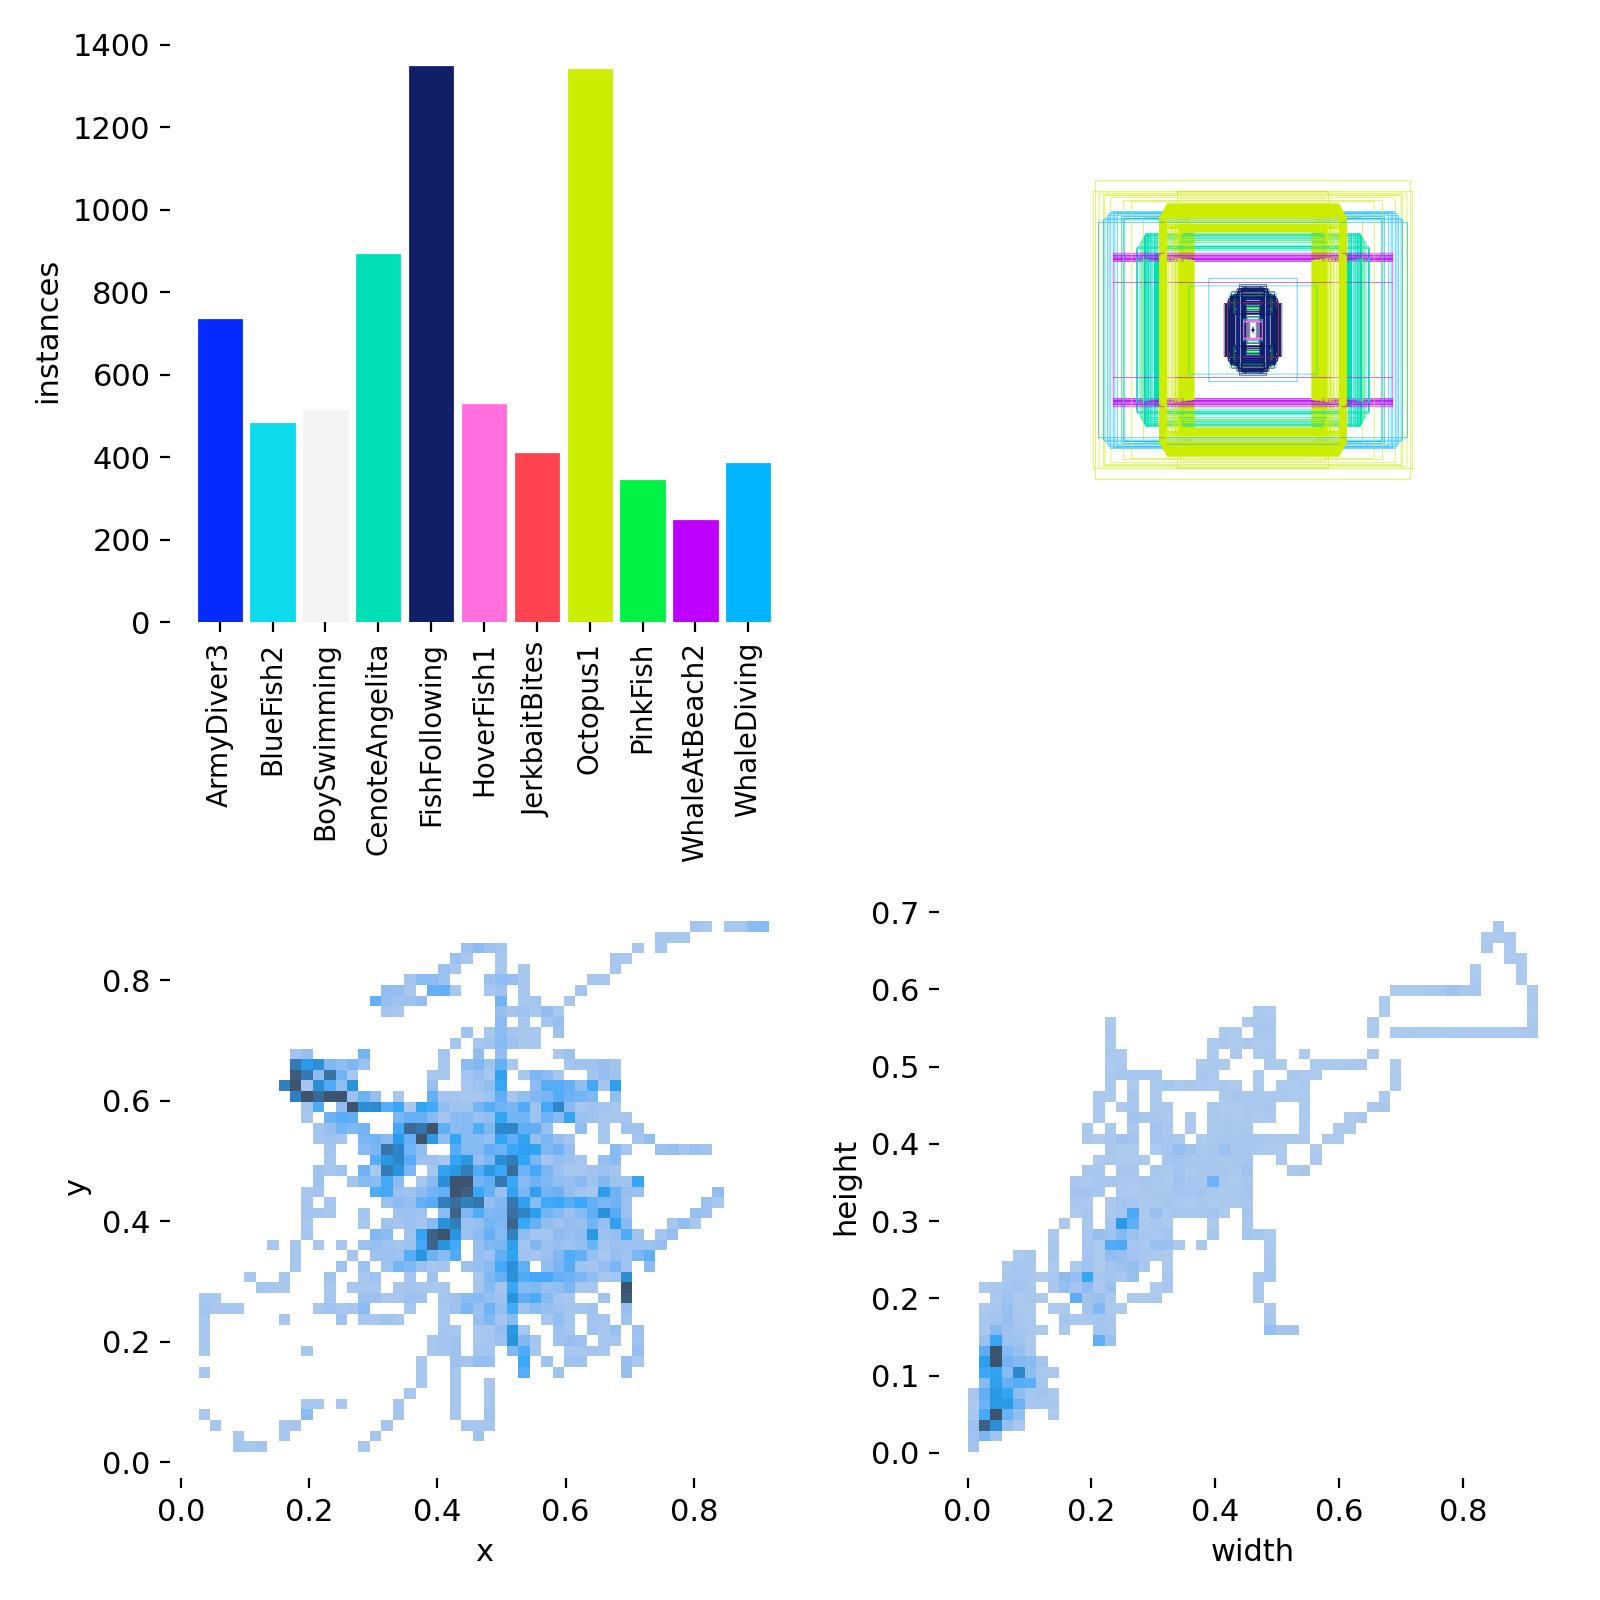 1400
1200
1000
800
600
400
200
0
instances
ArmyDiver3
BlueFish2
BoySwimming
CenoteAngelita
FishFollowing
HoverFish1
JerkbaitBites
Octopus1
PinkFish
WhaleAtBeach2
WhaleDiving
0.8
0.6
0.4
0.2
0.0
y
0.0 0.2 0.4 0.6 0.8
x
0.7
0.6
0.5
0.4
0.3
0.2
0.1
0.0
height
0.0 0.2 0.4 0.6 0.8
width